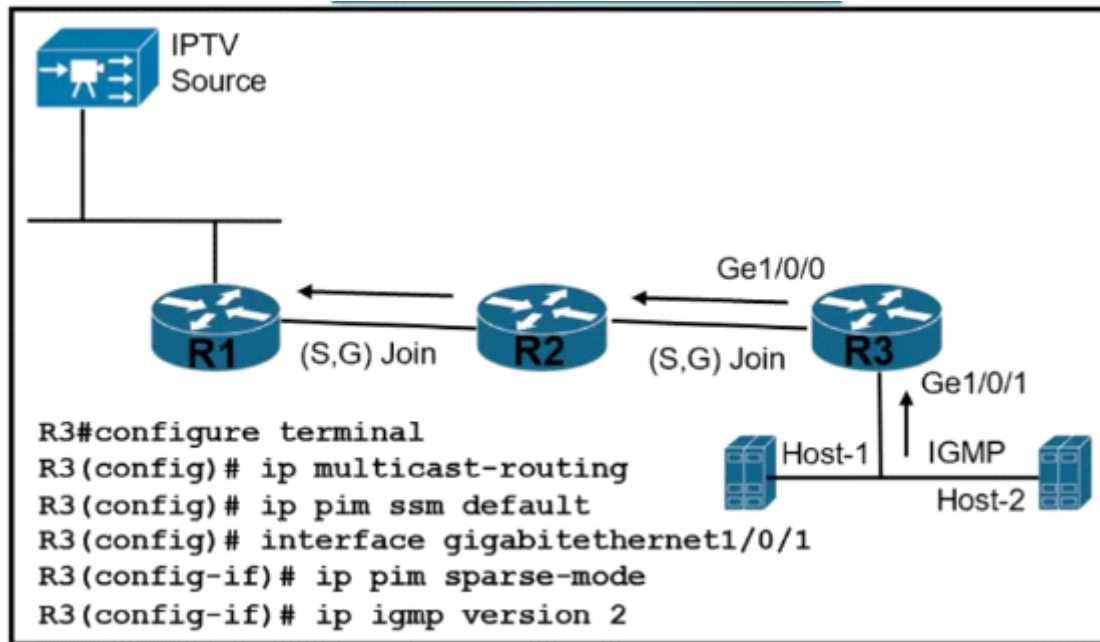 IPTV
Source
Ge1/0/0
R1
(S,G) Join
R2
(S,G) Join
R3
Ge1/0/1
Host-1
IGMP
Host-2
R3#configure terminal
R3(config)# ip multicast-routing
R3(config)# ip pim ssm default
R3(config)# interface gigabitethernet1/0/1
R3(config-if)# ip pim sparse-mode
R3(config-if)# ip igmp version 2